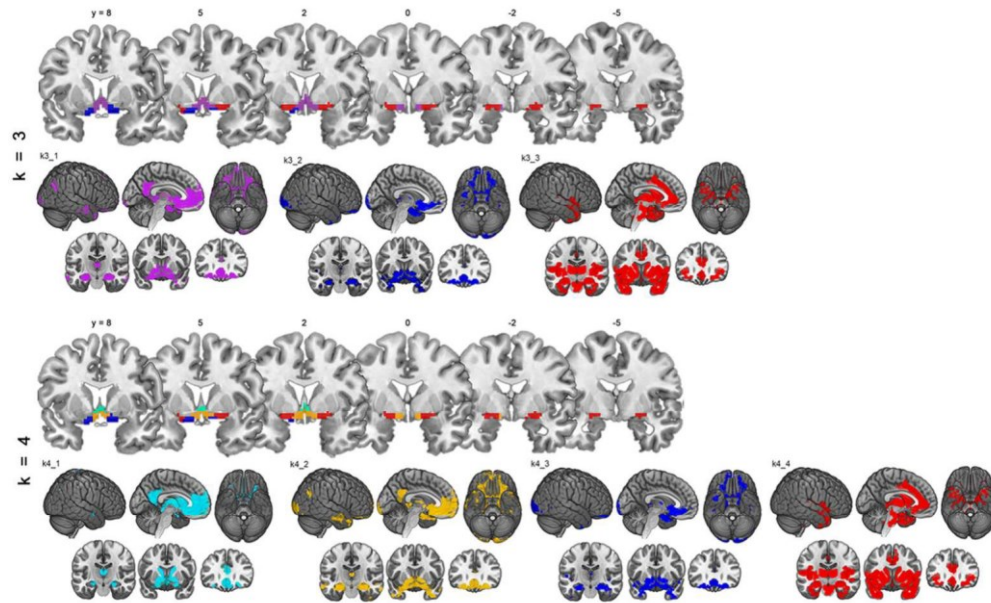 y = 8 5 2 0 -2 -5
k = 3
k3_1 k3_2 k3_3
y = 8 5 2 0 -2 -5
k = 4
k4_1 k4_2 k4_3 k4_4